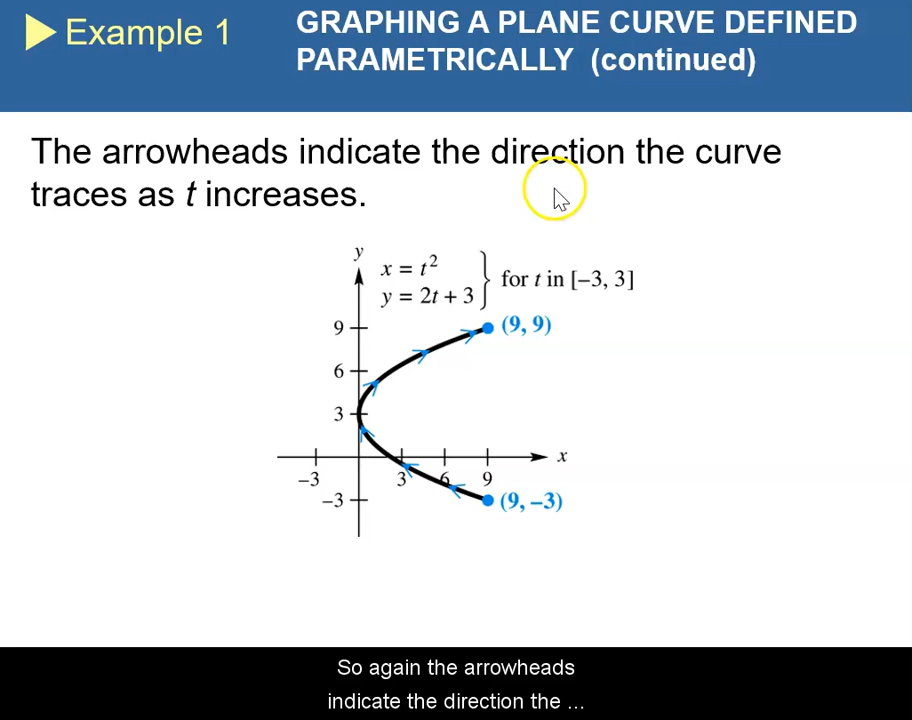 Example 1
GRAPHING A PLANE CURVE DEFINED
PARAMETRICALLY (continued)
The arrowheads indicate the direction the curve
traces as t increases.
y
x = t²
y = 2t + 3
for t in [−3, 3]
(9, 9)
9
6
3
x
−3
3
6
9
−3
(9, −3)
So again the arrowheads
indicate the direction the ...